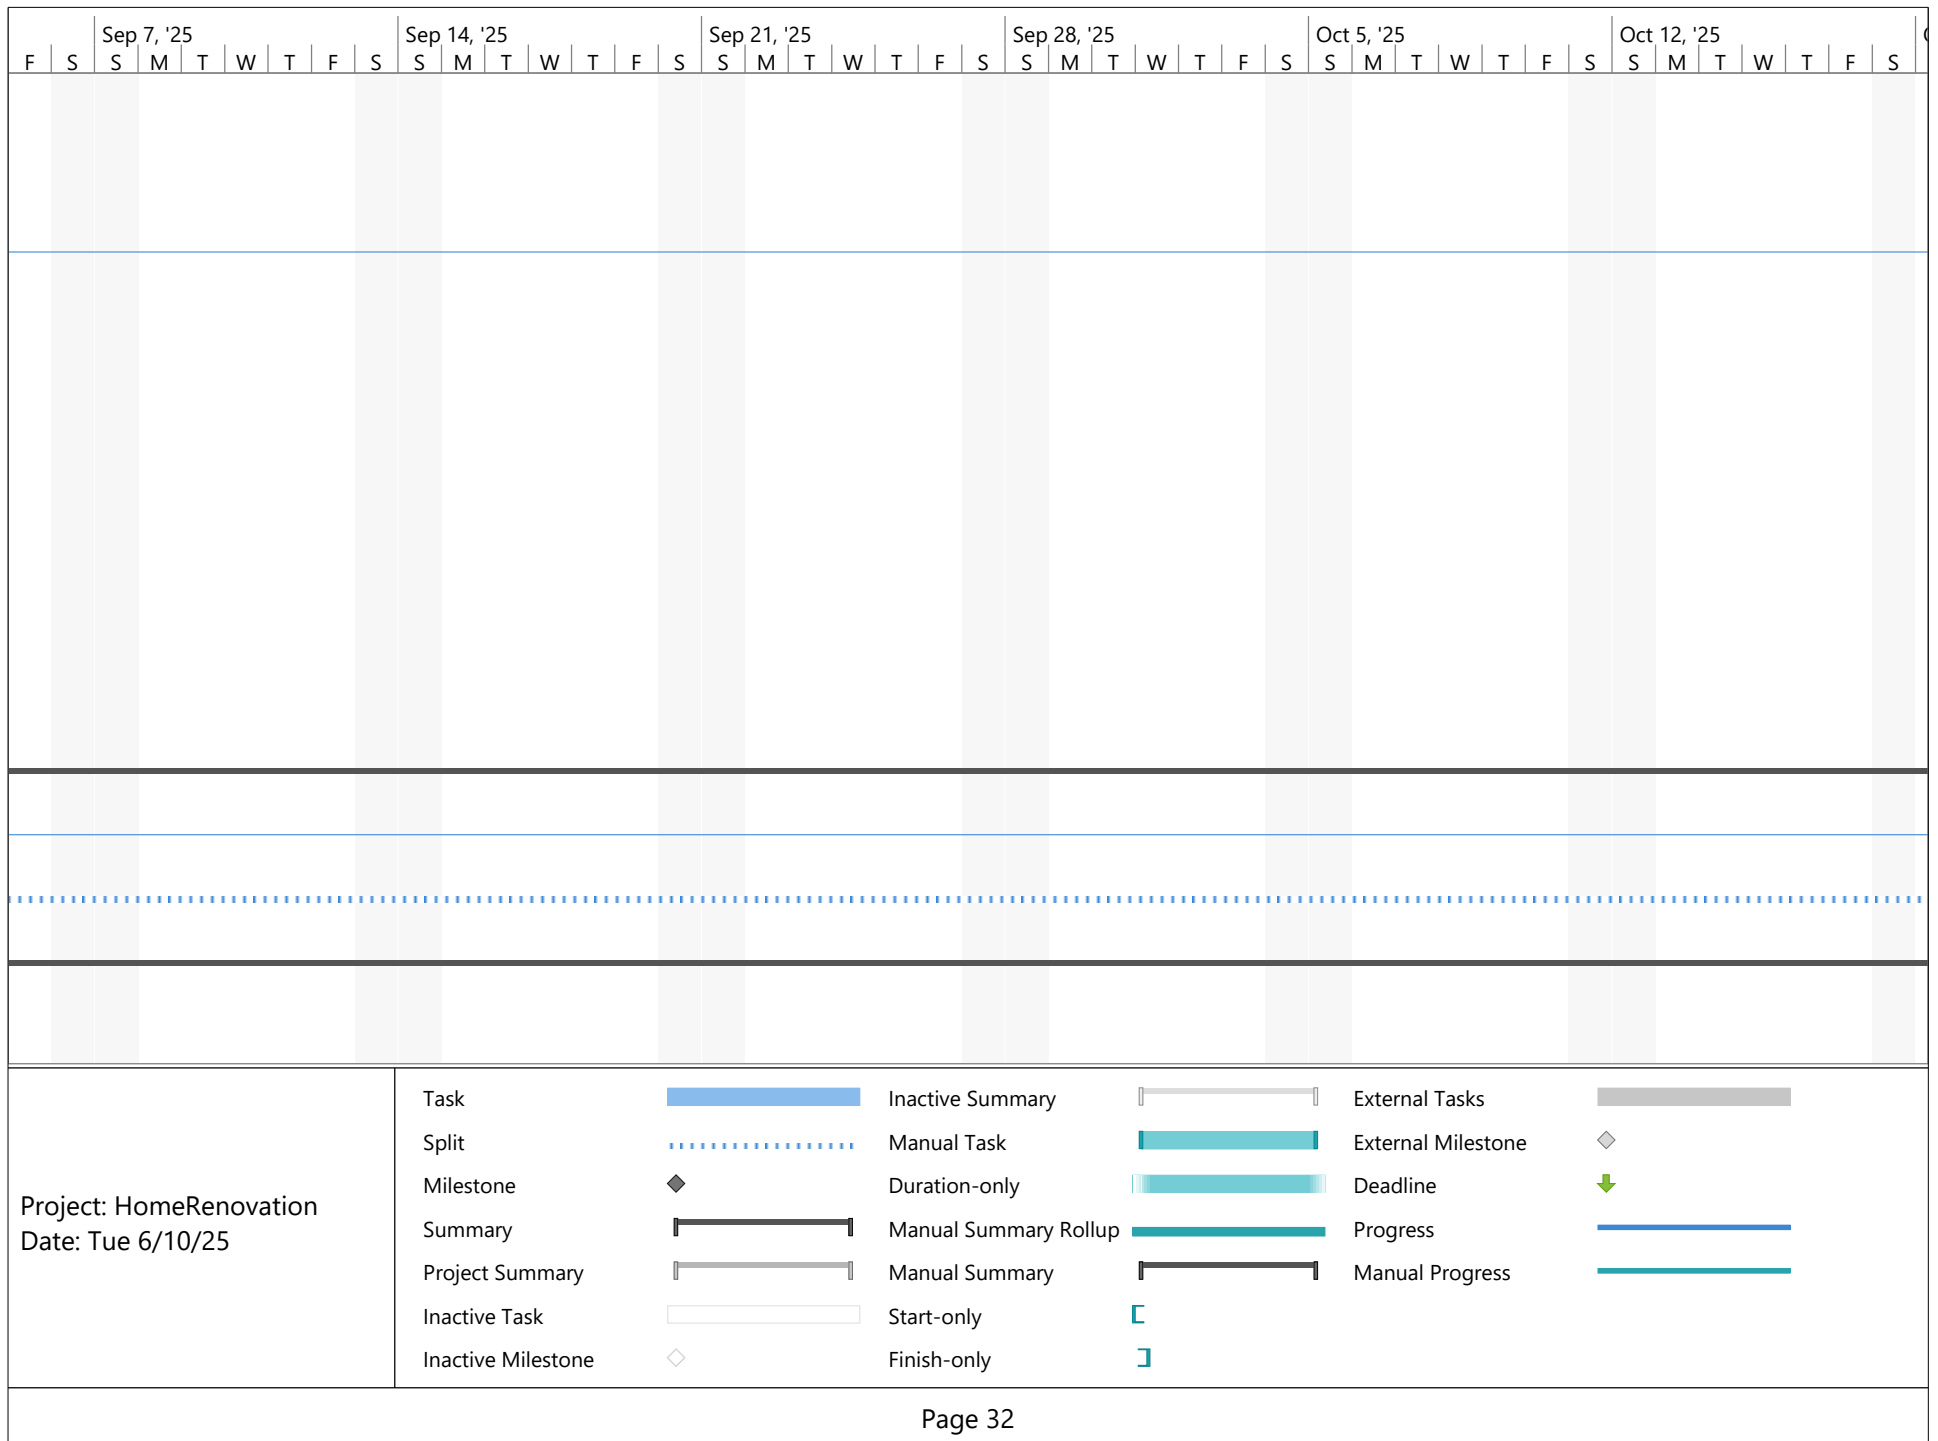 Sep 7, '25 Sep 14, '25 Sep 21, '25 Sep 28, '25 Oct 5, '25 Oct 12, '25
F S S M T W T F S S M T W T F S S M T W T F S S M T W T F S S M T W T F S S M T W T F S
Task Inactive Summary External Tasks
Split Manual Task External Milestone
Milestone Duration-only Deadline
Summary Manual Summary Rollup Progress
Project Summary Manual Summary Manual Progress
Inactive Task Start-only
Inactive Milestone Finish-only
Project: HomeRenovation
Date: Tue 6/10/25
Page 32